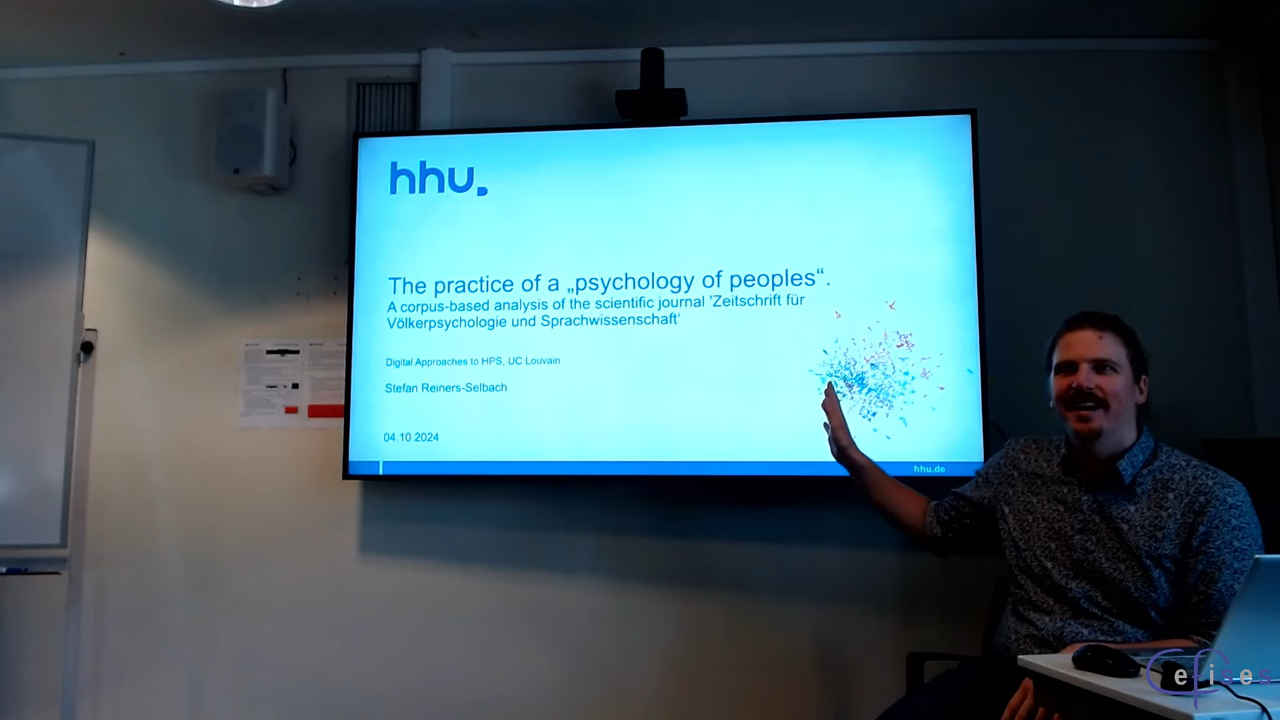 hhu.
The practice of a „psychology of peoples“.
A corpus-based analysis of the scientific journal 'Zeitschrift für
Völkerpsychologie und Sprachwissenschaft'
Digital Approaches to HPS, UC Louvain
Stefan Reiners-Selbach
04.10.2024
hhu.de
Cefises